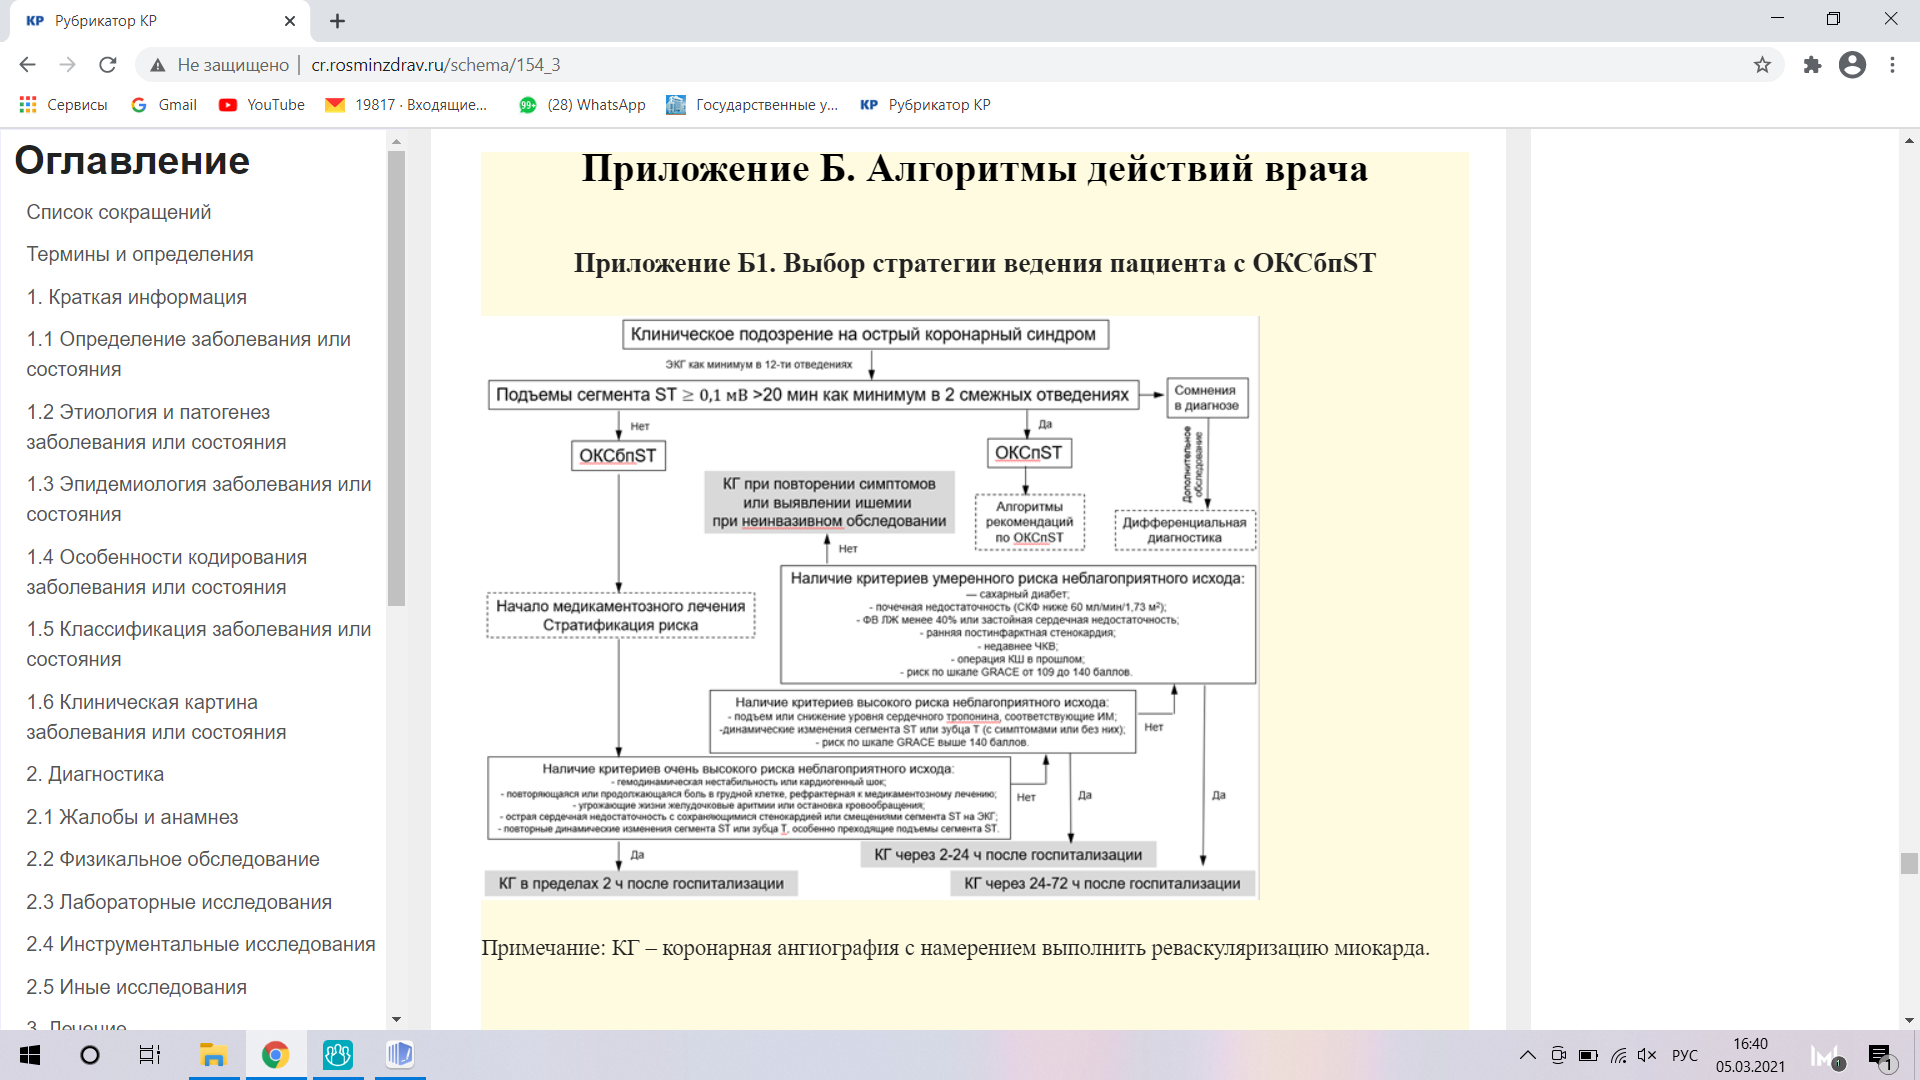 Рубрикатор КР
Не защищено | cr.rosminzdrav.ru/schema/154_3
Сервисы
Gmail
YouTube
19817 · Входящие...
99+
(28) WhatsApp
Государственные у...
КР
Рубрикатор КР
Оглавление
Список сокращений
Термины и определения
1. Краткая информация
1.1 Определение заболевания или
состояния
1.2 Этиология и патогенез
заболевания или состояния
1.3 Эпидемиология заболевания или
состояния
1.4 Особенности кодирования
заболевания или состояния
1.5 Классификация заболевания или
состояния
1.6 Клиническая картина
заболевания или состояния
2. Диагностика
2.1 Жалобы и анамнез
2.2 Физикальное обследование
2.3 Лабораторные исследования
2.4 Инструментальные исследования
2.5 Иные исследования
3. Лечение
Приложение Б. Алгоритмы действий врача
Приложение Б1. Выбор стратегии ведения пациента с ОКСбпST
Клиническое подозрение на острый коронарный синдром
ЭКГ как минимум в 12-ти отведениях
Подъемы сегмента ST ≥ 0,1 мВ >20 мин как минимум в 2 смежных отведениях
Сомнения
в диагнозе
Нет
Да
ОКСбпST
ОКСпST
Дополнительное
обследование
КГ при повторении симптомов
или выявлении ишемии
при неинвазивном обследовании
Алгоритмы
рекомендаций
по ОКСпST
Дифференциальная
диагностика
Нет
Наличие критериев умеренного риска неблагоприятного исхода:
— сахарный диабет;
- почечная недостаточность (СКФ ниже 60 мл/мин/1,73 м²);
- ФВ ЛЖ менее 40% или застойная сердечная недостаточность;
- ранняя постинфарктная стенокардия;
- недавнее ЧКВ;
- операция КШ в прошлом;
- риск по шкале GRACE от 109 до 140 баллов.
Начало медикаментозного лечения
Стратификация риска
Наличие критериев высокого риска неблагоприятного исхода:
- подъем или снижение уровня сердечного тропонина, соответствующие ИМ;
-динамические изменения сегмента ST или зубца T (с симптомами или без них);
- риск по шкале GRACE выше 140 баллов.
Нет
Наличие критериев очень высокого риска неблагоприятного исхода:
- гемодинамическая нестабильность или кардиогенный шок;
- повторяющаяся или продолжающаяся боль в грудной клетке, рефрактерная к медикаментозному лечению;
- угрожающие жизни желудочковые аритмии или остановка кровообращения;
- острая сердечная недостаточность с сохраняющимися стенокардией или смещениями сегмента ST на ЭКГ;
- повторные динамические изменения сегмента ST или зубца T, особенно преходящие подъемы сегмента ST.
Нет
Да
Да
Да
КГ через 2-24 ч после госпитализации
КГ в пределах 2 ч после госпитализации
КГ через 24-72 ч после госпитализации
Примечание: КГ – коронарная ангиография с намерением выполнить реваскуляризацию миокарда.
РУС
16:40
05.03.2021
1
1